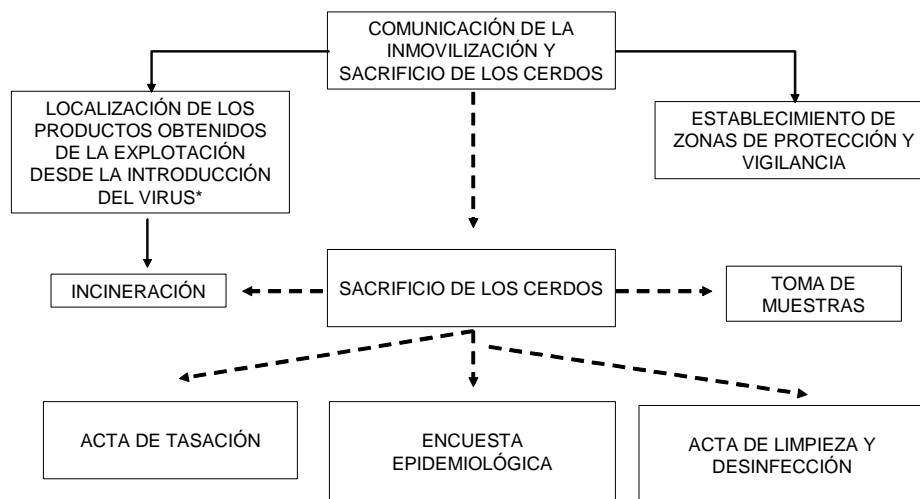 COMUNICACIÓN DE LA
INMOVILIZACIÓN Y
SACRIFICIO DE LOS CERDOS
LOCALIZACIÓN DE LOS
PRODUCTOS OBTENIDOS
DE LA EXPLOTACIÓN
DESDE LA INTRODUCCIÓN
DEL VIRUS*
ESTABLECIMIENTO DE
ZONAS DE PROTECCIÓN Y
VIGILANCIA
INCINERACIÓN
SACRIFICIO DE LOS CERDOS
TOMA DE
MUESTRAS
ACTA DE TASACIÓN
ENCUESTA
EPIDEMIOLÓGICA
ACTA DE LIMPIEZA Y
DESINFECCIÓN